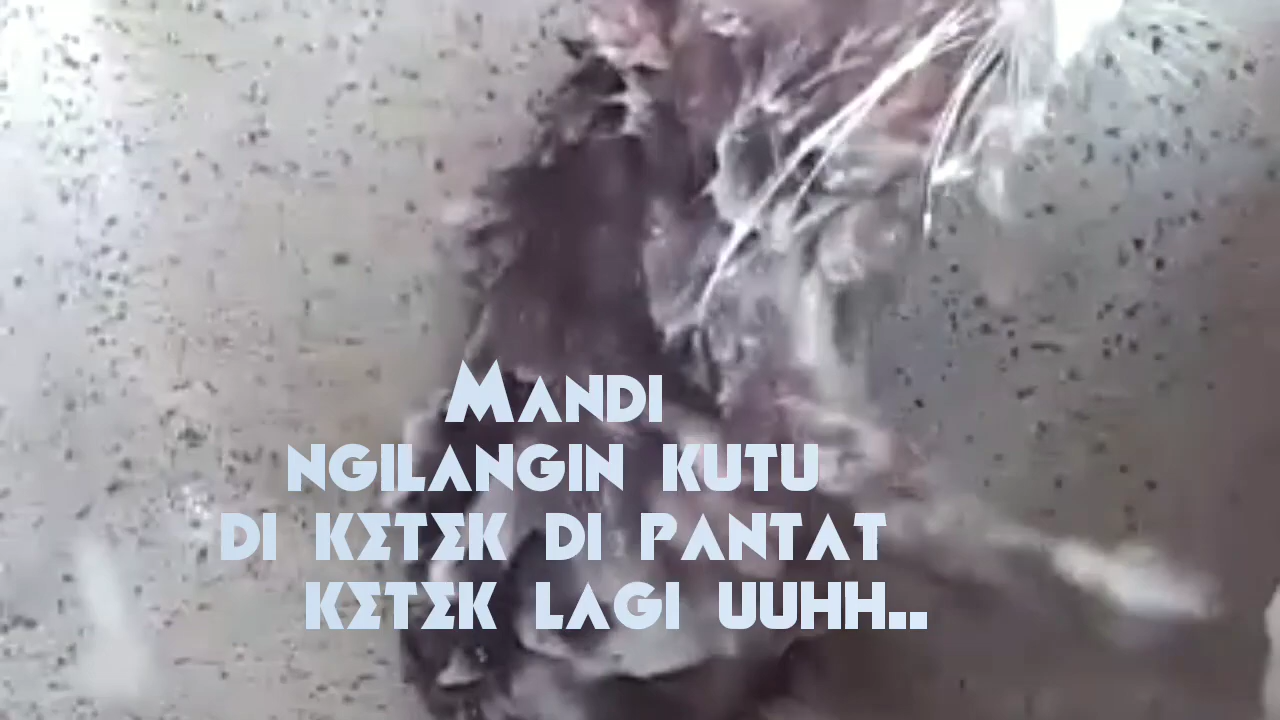 Mandi
ngilangin kutu
di ketek di pantat
ketek lagi uuhh..